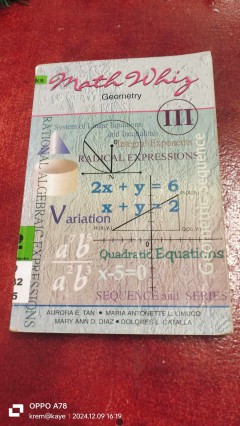 Math Whiz
Geometry
III
System of Linear Equations
and Inequalities
Integral Exponents
RADICAL EXPRESSIONS
RATIONAL ALGEBRAIC EXPRESSIONS
Geometric Sequence
N
2x + y = 6
x + y = 2
Variation
Quadratic Equations
x-5=0
SEQUENCE and SERIES
AURORA E. TAN • MARIA ANTONETTE L. LIMUCO
MARY ANN D. DIAZ • DOLORES L. CATALLA
OPPO A78
krem@kaye | 2024.12.09 16:19